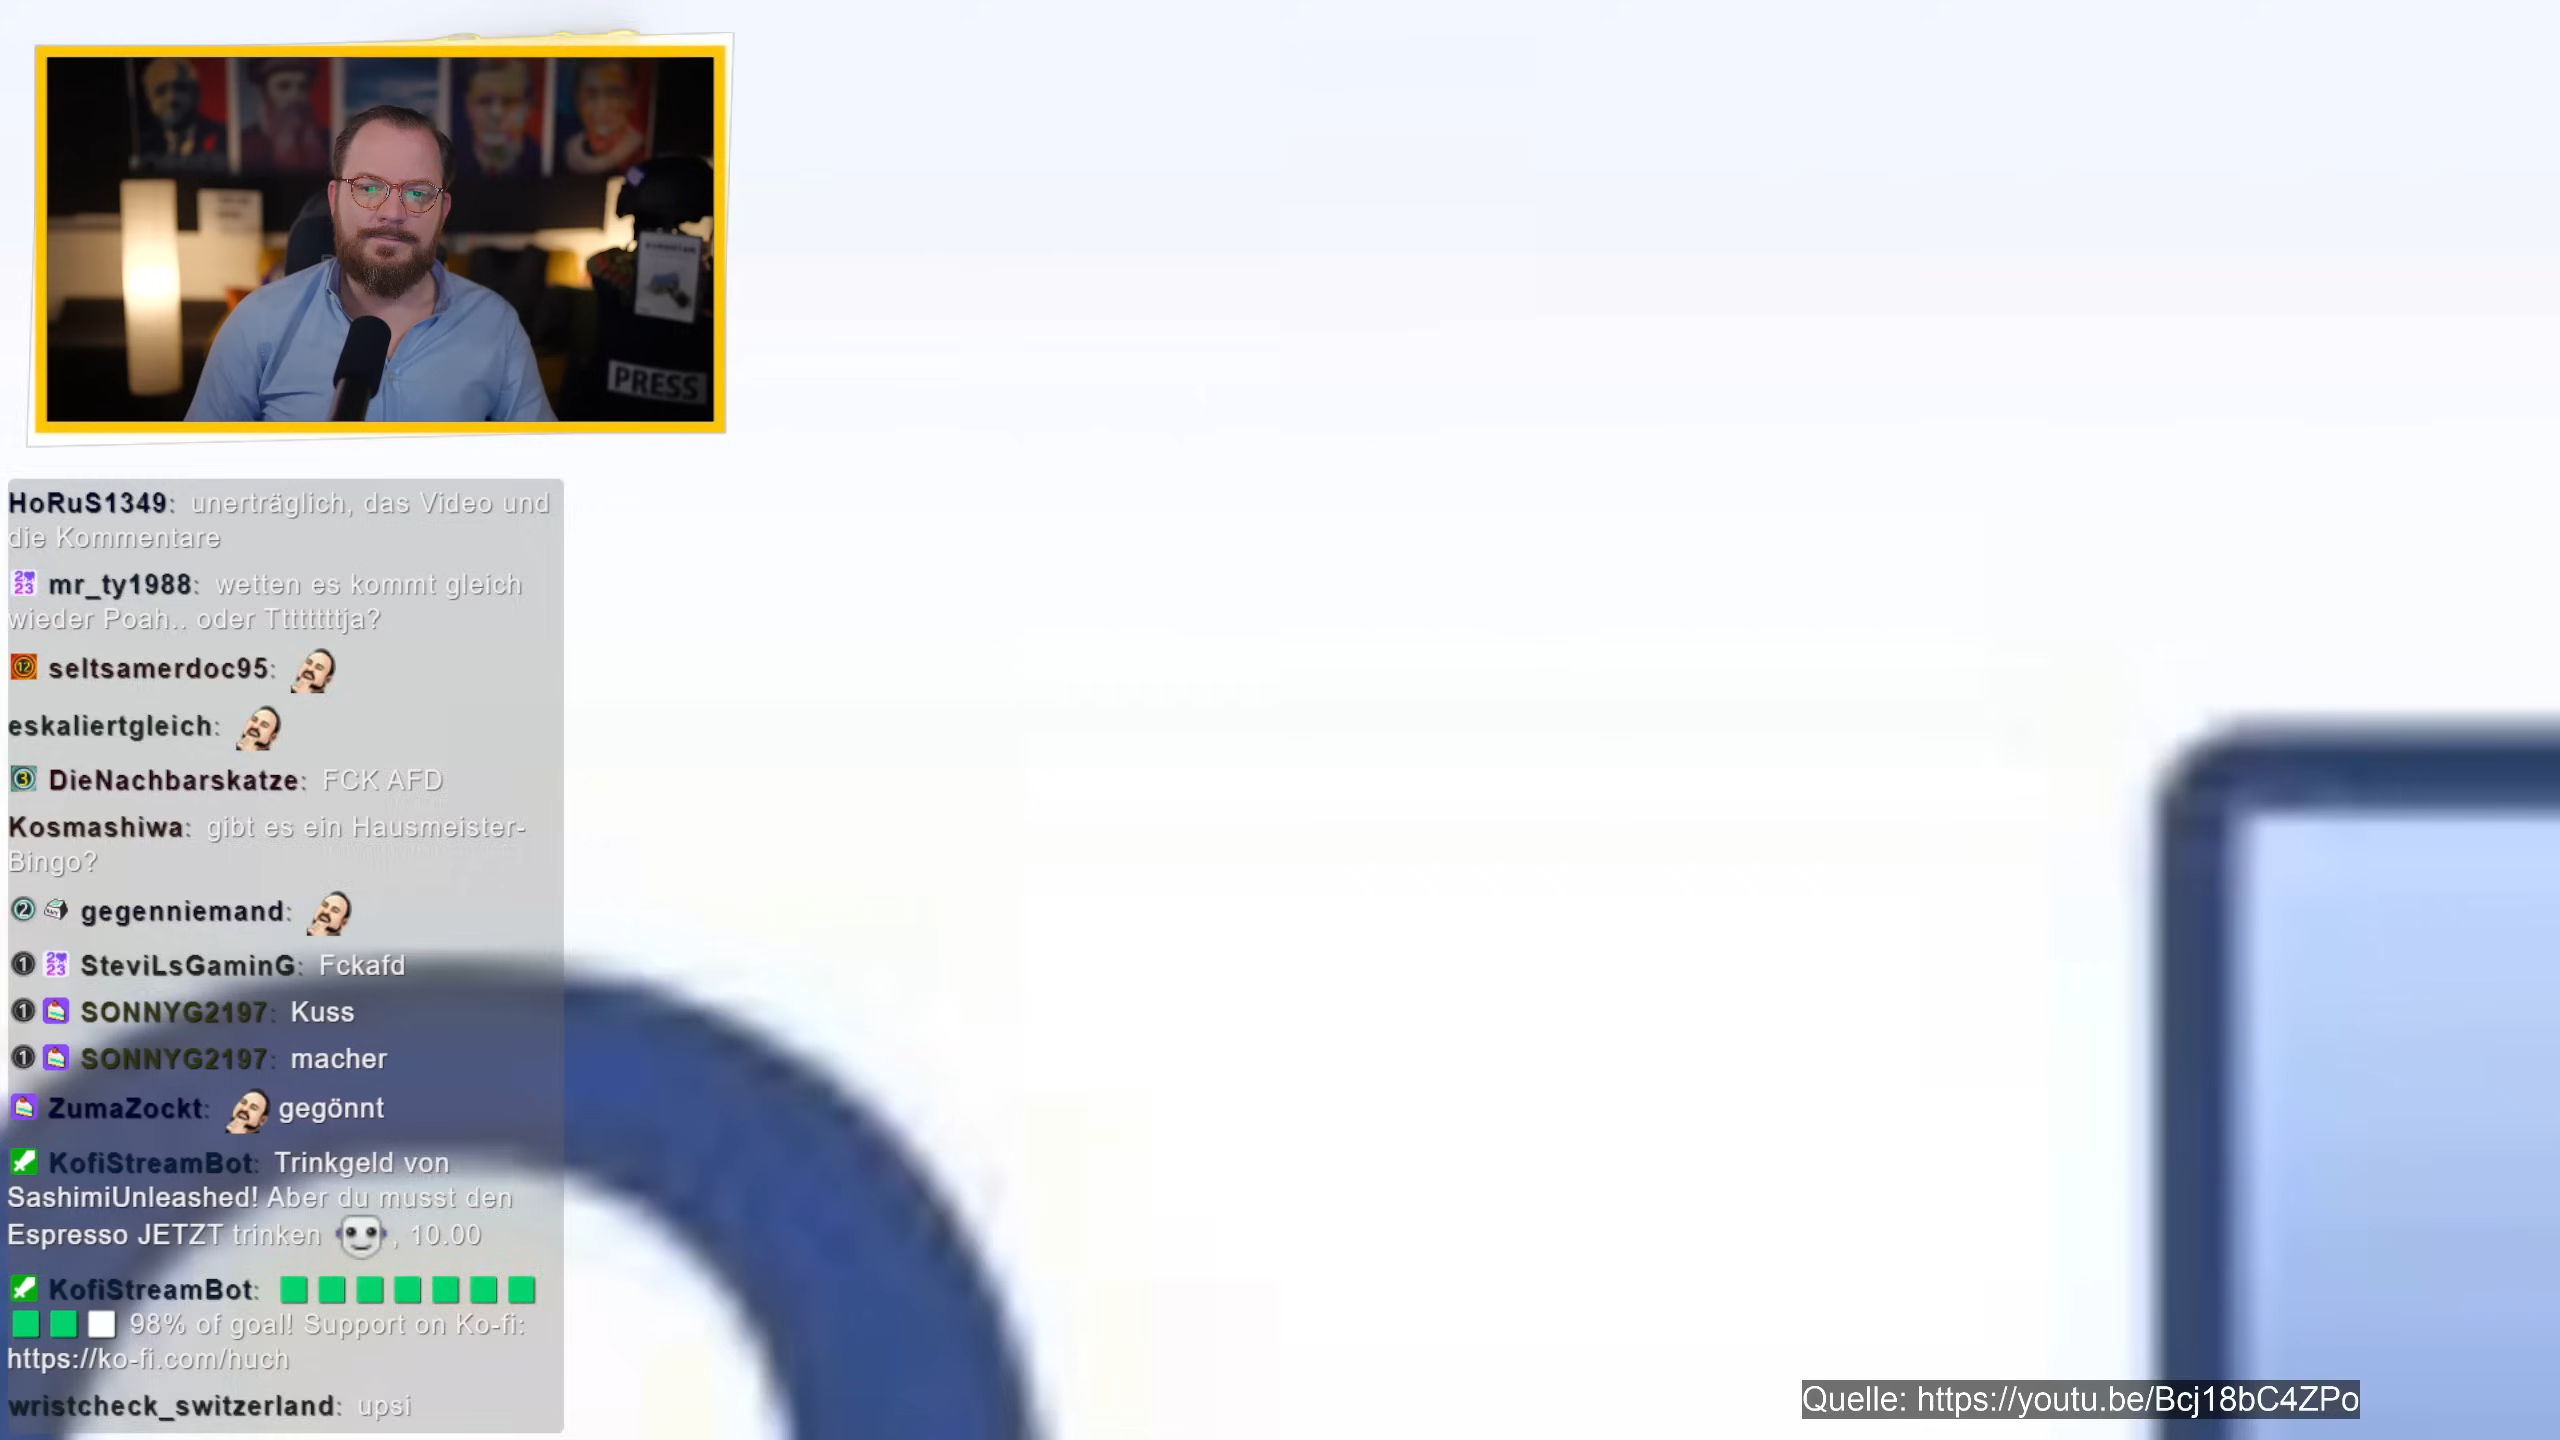 PRESS
HoRuS1349: unerträglich, das Video und
die Kommentare
mr_ty1988: wetten es kommt gleich
wieder Poah.. oder Tttttttja?
seltsamerdoc95:
eskaliertgleich:
DieNachbarskatze: FCK AFD
Kosmashiwa: gibt es ein Hausmeister-
Bingo?
gegenniemand:
SteviLsGaminG: Fckafd
SONNYG2197: Kuss
SONNYG2197: macher
ZumaZockt: gegönnt
KofiStreamBot: Trinkgeld von
SashimiUnleashed! Aber du musst den
Espresso JETZT trinken , 10.00
KofiStreamBot:
98% of goal! Support on Ko-fi:
https://ko-fi.com/huch
wristcheck_switzerland: upsi
Quelle: https://youtu.be/Bcj18bC4ZPo